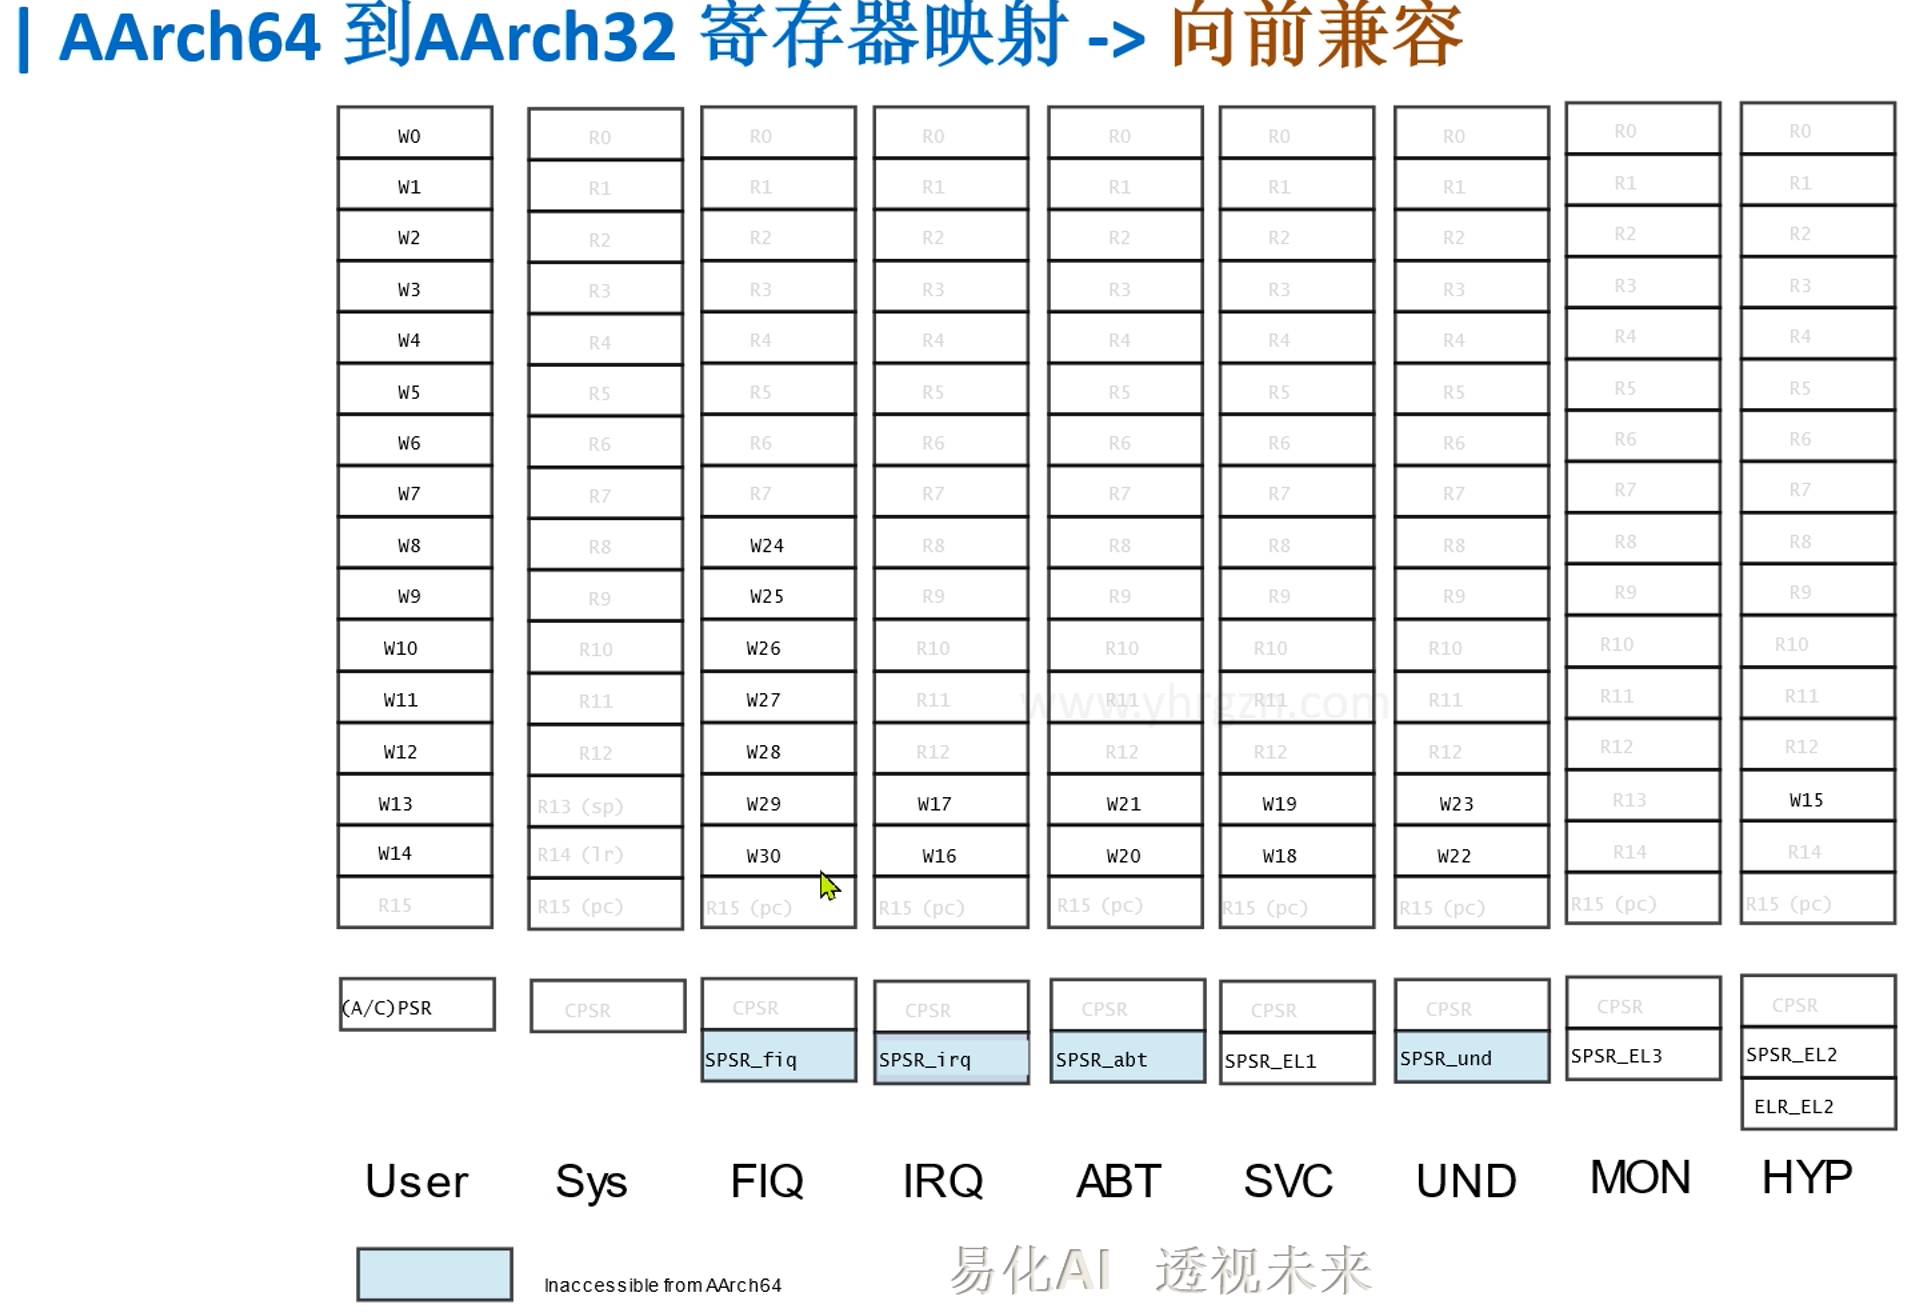 | AArch64 到AArch32 寄存器映射 -> 向前兼容
W0 R0 R0 R0 R0 R0 R0 R0 R0
W1 R1 R1 R1 R1 R1 R1 R1 R1
W2 R2 R2 R2 R2 R2 R2 R2 R2
W3 R3 R3 R3 R3 R3 R3 R3 R3
W4 R4 R4 R4 R4 R4 R4 R4 R4
W5 R5 R5 R5 R5 R5 R5 R5 R5
W6 R6 R6 R6 R6 R6 R6 R6 R6
W7 R7 R7 R7 R7 R7 R7 R7 R7
W8 R8 W24 R8 R8 R8 R8 R8 R8
W9 R9 W25 R9 R9 R9 R9 R9 R9
W10 R10 W26 R10 R10 R10 R10 R10 R10
W11 R11 W27 R11 R11 R11 R11 R11 R11
www.yhrgzn.com
W12 R12 W28 R12 R12 R12 R12 R12 R12
W13 R13 (sp) W29 W17 W21 W19 W23 R13 W15
W14 R14 (lr) W30 W16 W20 W18 W22 R14 R14
R15 R15 (pc) R15 (pc) R15 (pc) R15 (pc) R15 (pc) R15 (pc) R15 (pc) R15 (pc)
(A/C)PSR CPSR CPSR CPSR CPSR CPSR CPSR CPSR CPSR
SPSR_fiq SPSR_irq SPSR_abt SPSR_EL1 SPSR_und SPSR_EL3 SPSR_EL2
ELR_EL2
User Sys FIQ IRQ ABT SVC UND MON HYP
Inaccessible from AArch64
易化AI 透视未来